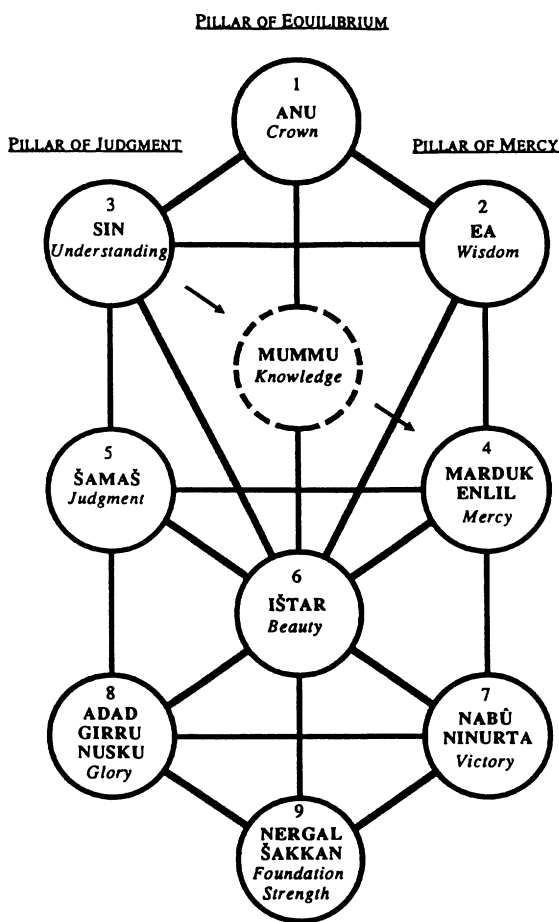 PILLAR OF EQUILIBRIUM
1
ANU
Crown
PILLAR OF JUDGMENT
PILLAR OF MERCY
3
SIN
Understanding
2
EA
Wisdom
MUMMU
Knowledge
5
ŠAMAŠ
Judgment
4
MARDUK
ENLIL
Mercy
6
IŠTAR
Beauty
8
ADAD
GIRRU
NUSKU
Glory
7
NABÛ
NINURTA
Victory
9
NERGAL
ŠAKKAN
Foundation
Strength